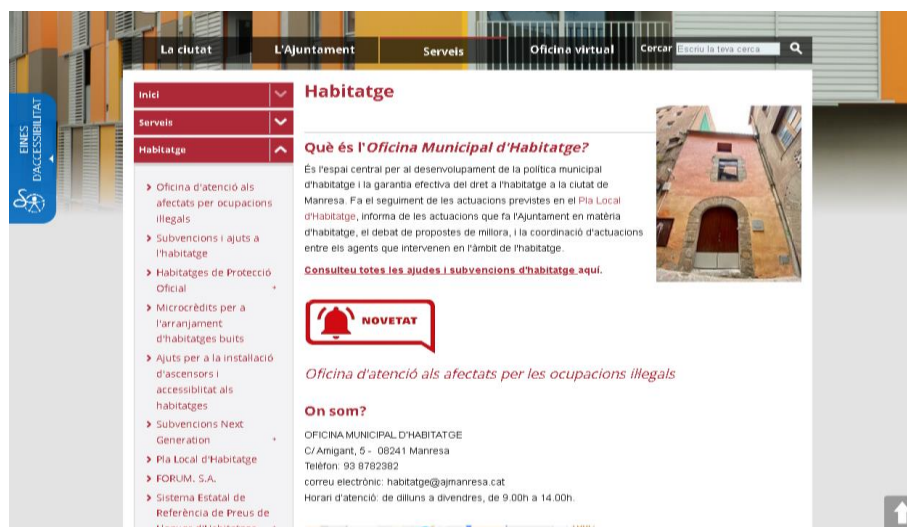 La ciutat
L'Ajuntament
Serveis
Oficina virtual
Cercar
Escriu la teva cerca
EINES
D'ACCESSIBILITAT
Inici
Serveis
Habitatge
Oficina d'atenció als
afectats per ocupacions
il·legals
Subvencions i ajuts a
l'habitatge
Habitatges de Protecció
Oficial
Microcrèdits per a
l'arranjament
d'habitatges buits
Ajuts per a la instal·lació
d'ascensors i
accessiblitat als
habitatges
Subvencions Next
Generation
Pla Local d'Habitatge
FORUM. S.A.
Sistema Estatal de
Referència de Preus de
Habitatge
Què és l'Oficina Municipal d'Habitatge?
És l'espai central per al desenvolupament de la política municipal
d'habitatge i la garantia efectiva del dret a l'habitatge a la ciutat de
Manresa. Fa el seguiment de les actuacions previstes en el Pla Local
d'Habitatge, informa de les actuacions que fa l'Ajuntament en matèria
d'habitatge, el debat de propostes de millora, i la coordinació d'actuacions
entre els agents que intervenen en l'àmbit de l'habitatge.
Consulteu totes les ajudes i subvencions d'habitatge aquí.
NOVETAT
Oficina d'atenció als afectats per les ocupacions il·legals
On som?
OFICINA MUNICIPAL D'HABITATGE
C/ Amigant, 5 - 08241 Manresa
Telèfon: 93 8782382
correu electrònic: habitatge@ajmanresa.cat
Horari d'atenció: de dilluns a divendres, de 9.00h a 14.00h.